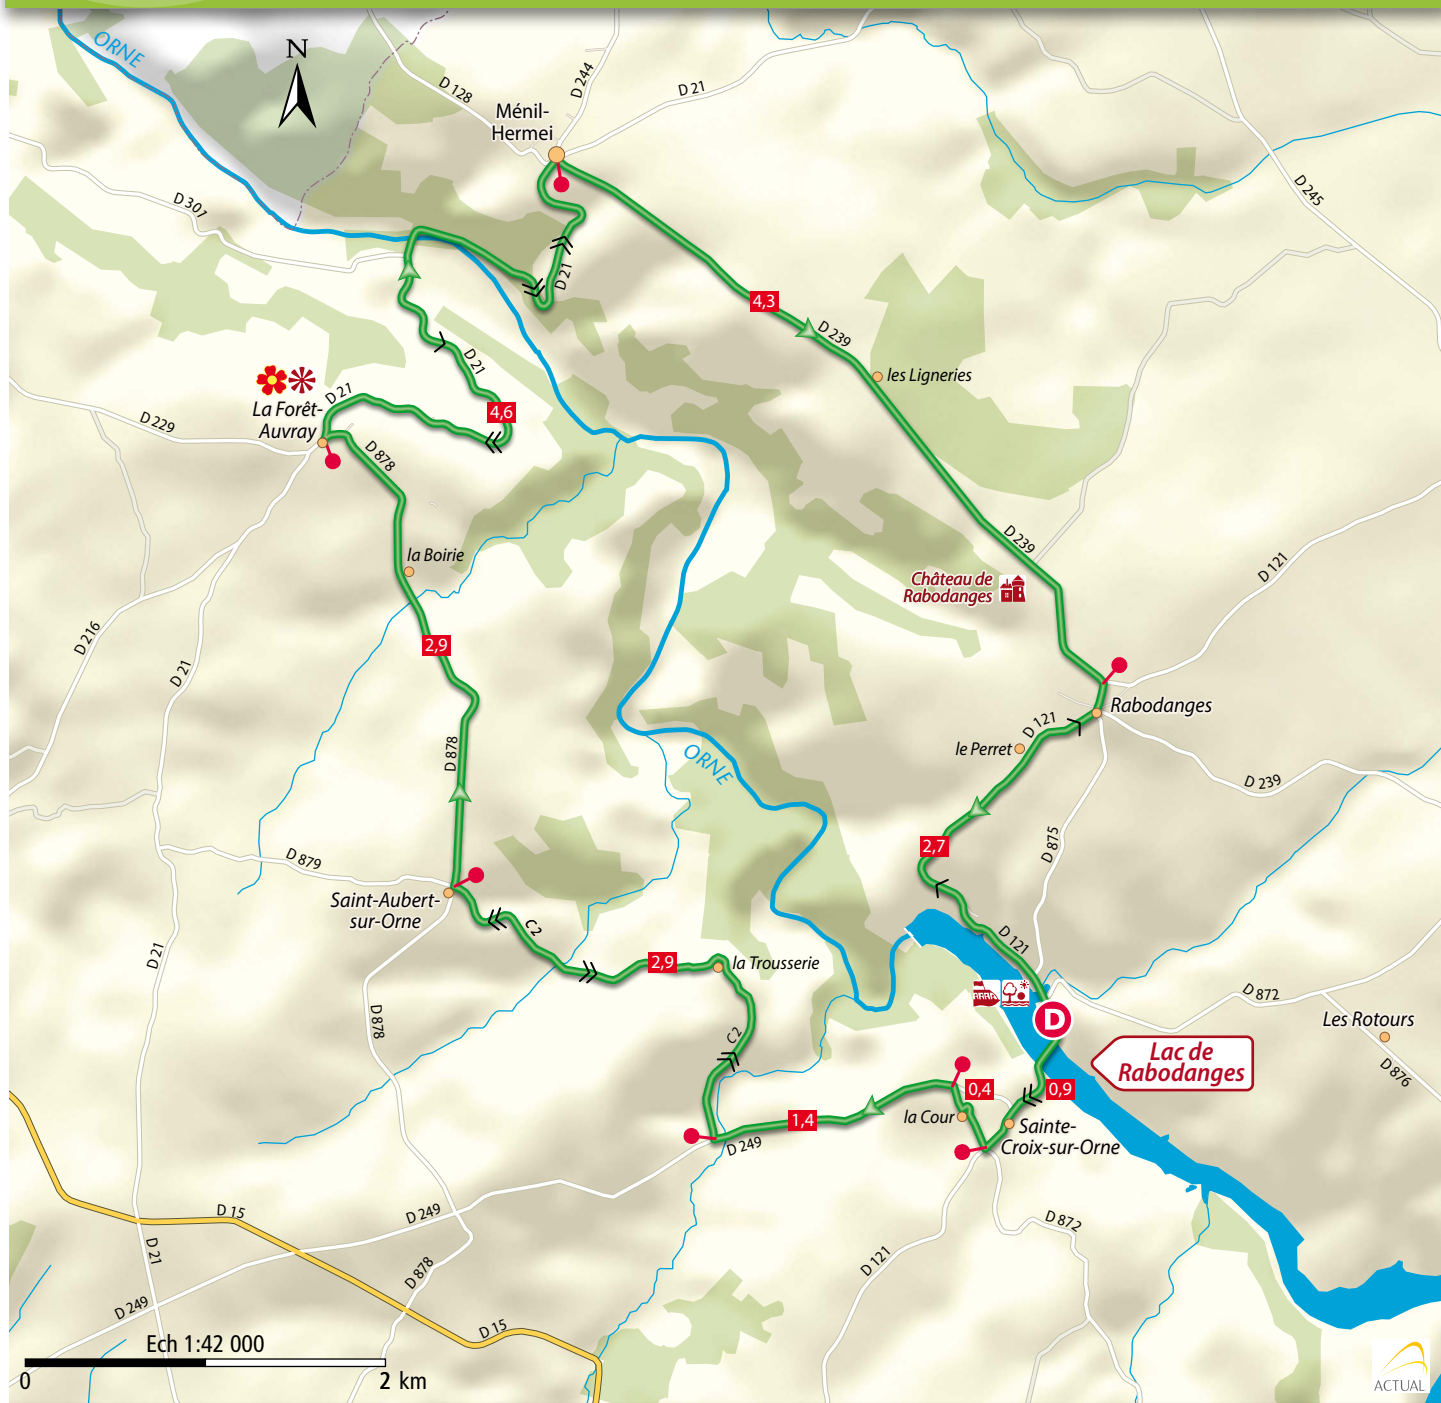 ORNE
N
D 128
D 244
D 21
Ménil-
Hermei
D 245
D 307
D 21
4,3
D 239
les Ligneries
D 21
D 21
La Forêt-
Auvray
4,6
D 229
D 878
D 239
la Boirie
Château de
Rabodanges
D 121
D 216
2,9
D 21
Rabodanges
D 121
le Perret
D 878
ORNE
D 239
2,7
D 875
D 879
Saint-Aubert-
sur-Orne
C2
D 121
D 21
2,9
la Trousserie
D 872
D 878
D
Les Rotours
C2
Lac de
Rabodanges
D 876
0,4
0,9
1,4
la Cour
Sainte-
Croix-sur-Orne
D 249
D 15
D 249
D 872
D 21
D 878
D 121
D 249
D 15
Ech 1:42 000
0
2 km
ACTUAL